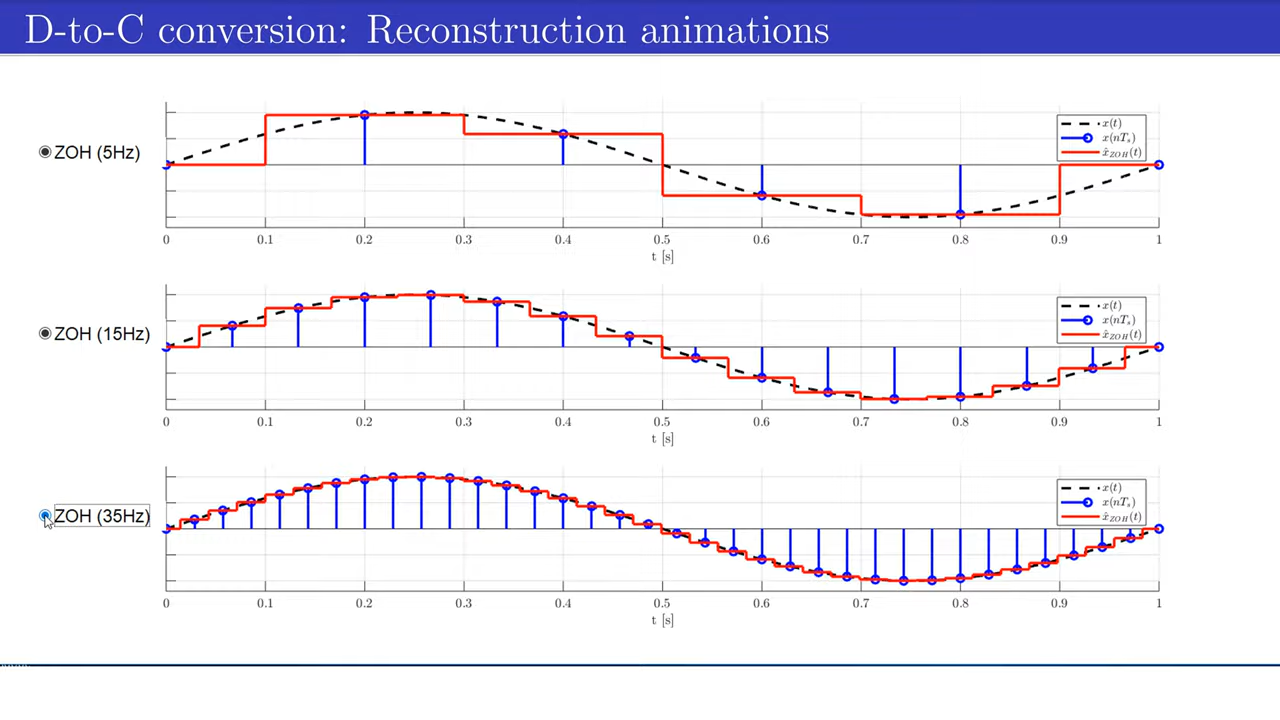 D-to-C conversion: Reconstruction animations
ZOH (5Hz)
x(t)
x(nTₛ)
x̂_ZOH(t)
0 0.1 0.2 0.3 0.4 0.5 0.6 0.7 0.8 0.9 1
t [s]
ZOH (15Hz)
x(t)
x(nTₛ)
x̂_ZOH(t)
0 0.1 0.2 0.3 0.4 0.5 0.6 0.7 0.8 0.9 1
t [s]
ZOH (35Hz)
x(t)
x(nTₛ)
x̂_ZOH(t)
0 0.1 0.2 0.3 0.4 0.5 0.6 0.7 0.8 0.9 1
t [s]